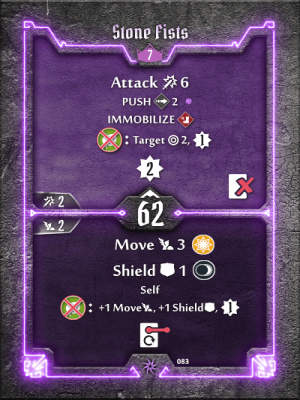 Stone Fists
7
Attack 6
PUSH 2
IMMOBILIZE
: Target 2, 1
2
2
62
2
Move 3
Shield 1
Self
: +1 Move, +1 Shield, 1
083